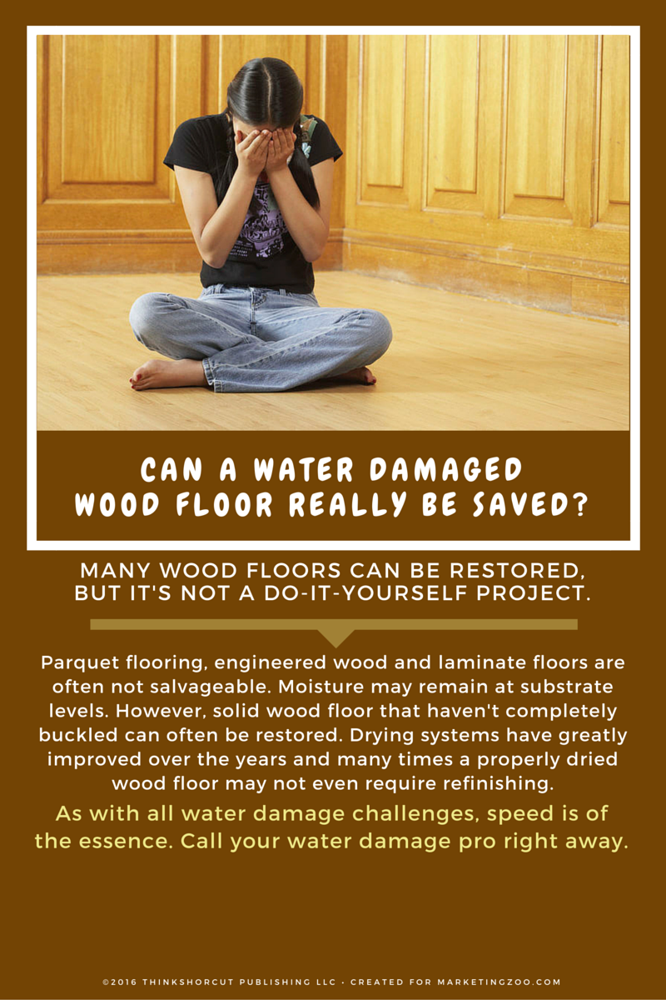 CAN A WATER DAMAGED
WOOD FLOOR REALLY BE SAVED?
MANY WOOD FLOORS CAN BE RESTORED,
BUT IT'S NOT A DO-IT-YOURSELF PROJECT.
Parquet flooring, engineered wood and laminate floors are
often not salvageable. Moisture may remain at substrate
levels. However, solid wood floor that haven't completely
buckled can often be restored. Drying systems have greatly
improved over the years and many times a properly dried
wood floor may not even require refinishing.
As with all water damage challenges, speed is of
the essence. Call your water damage pro right away.
©2016 THINKSHORCUT PUBLISHING LLC • CREATED FOR MARKETINGZOO.COM